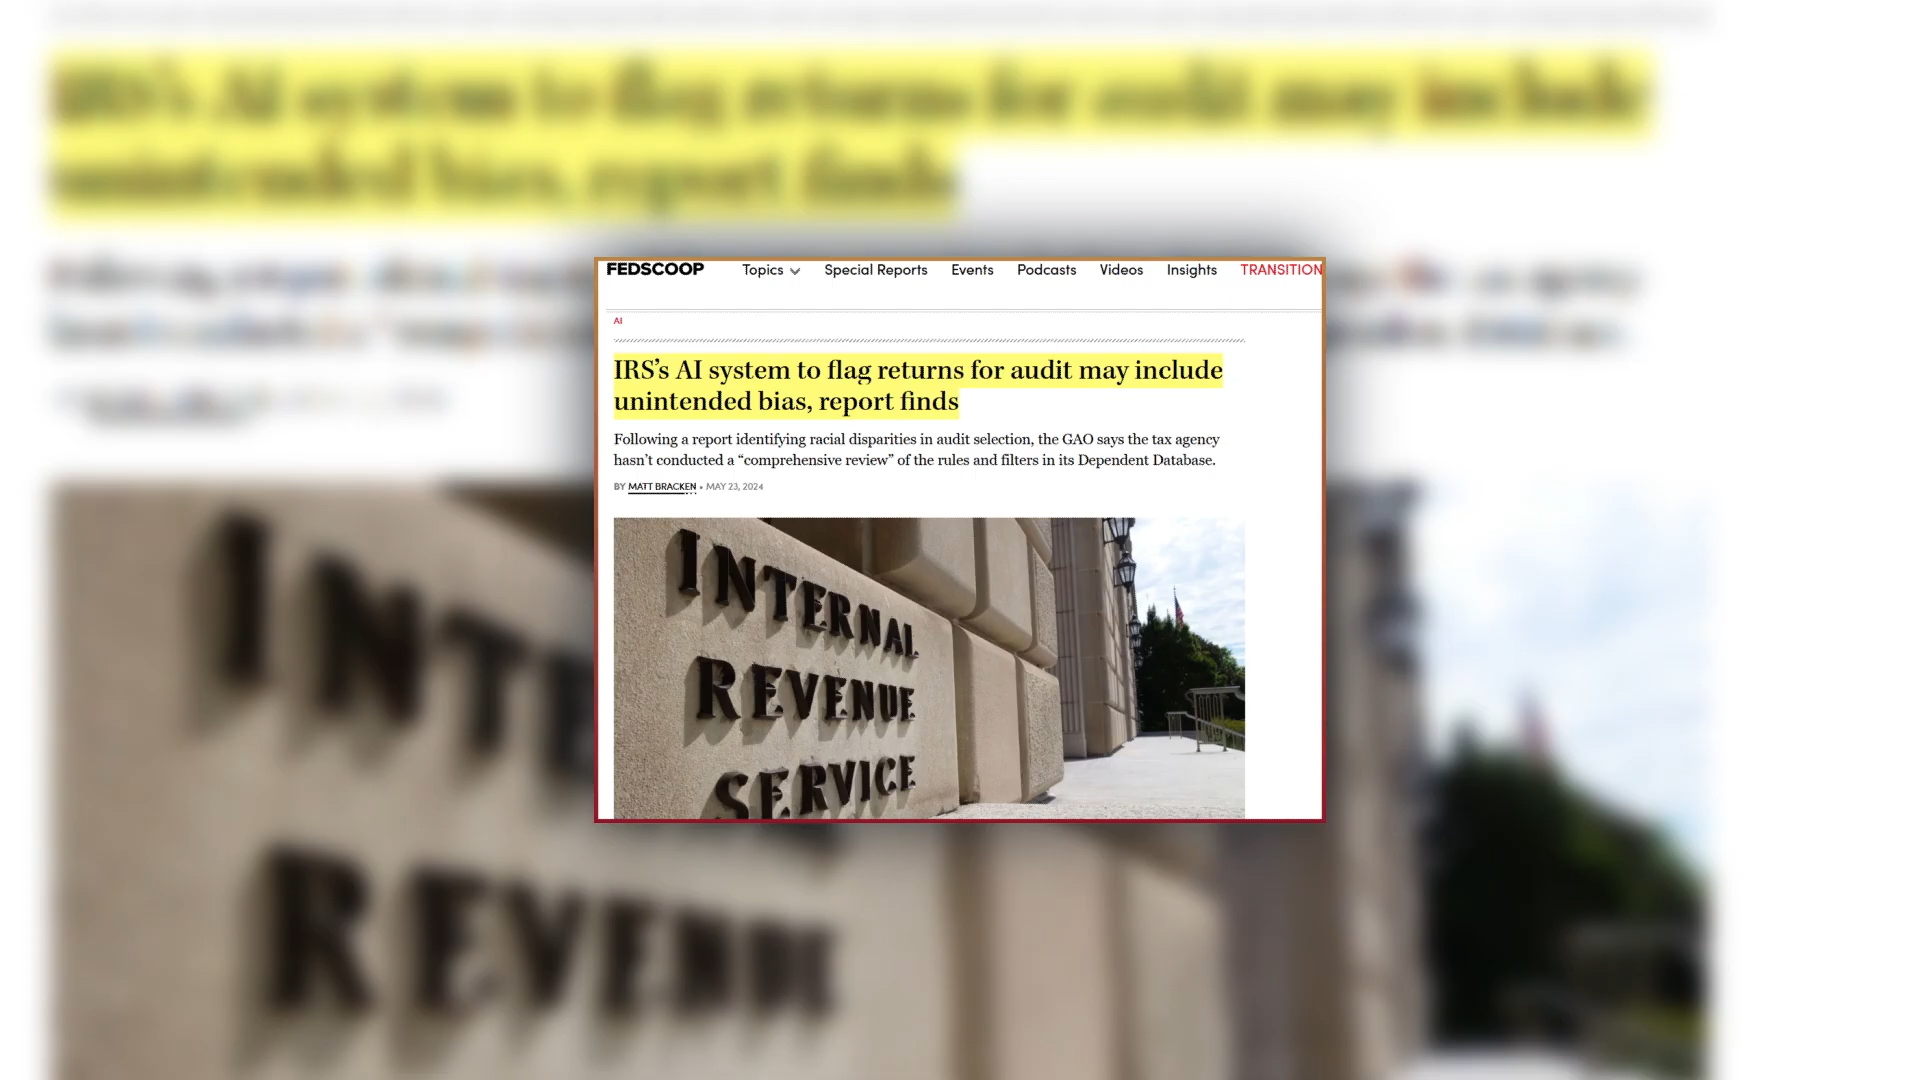 FEDSCOOP Topics Special Reports Events Podcasts Videos Insights TRANSITION
AI
IRS’s AI system to flag returns for audit may include
unintended bias, report finds
Following a report identifying racial disparities in audit selection, the GAO says the tax agency
hasn’t conducted a “comprehensive review” of the rules and filters in its Dependent Database.
BY MATT BRACKEN • MAY 23, 2024
INTERNAL
REVENUE
SERVICE